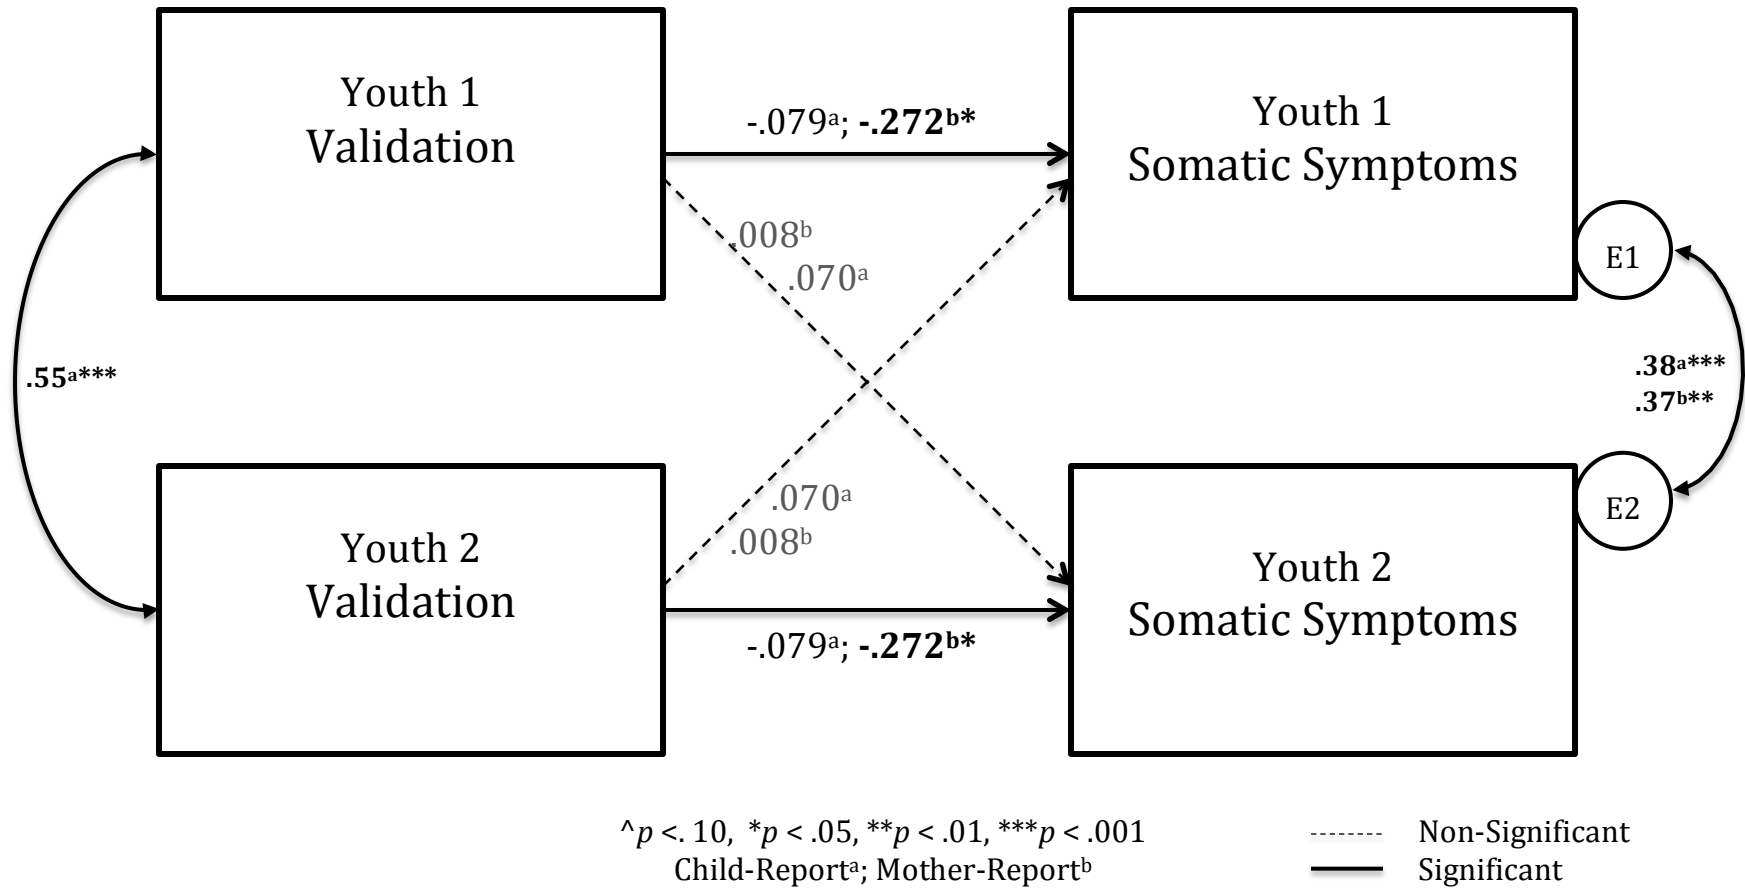 Youth 1
Validation
-.079ᵃ; -.272ᵇ*
Youth 1
Somatic Symptoms
.008ᵇ
.070ᵃ
E1
.55ᵃ***
.38ᵃ***
.37ᵇ**
.070ᵃ
.008ᵇ
E2
Youth 2
Validation
-.079ᵃ; -.272ᵇ*
Youth 2
Somatic Symptoms
^p <. 10, *p < .05, **p < .01, ***p < .001
Child-Reportᵃ; Mother-Reportᵇ
Non-Significant
Significant